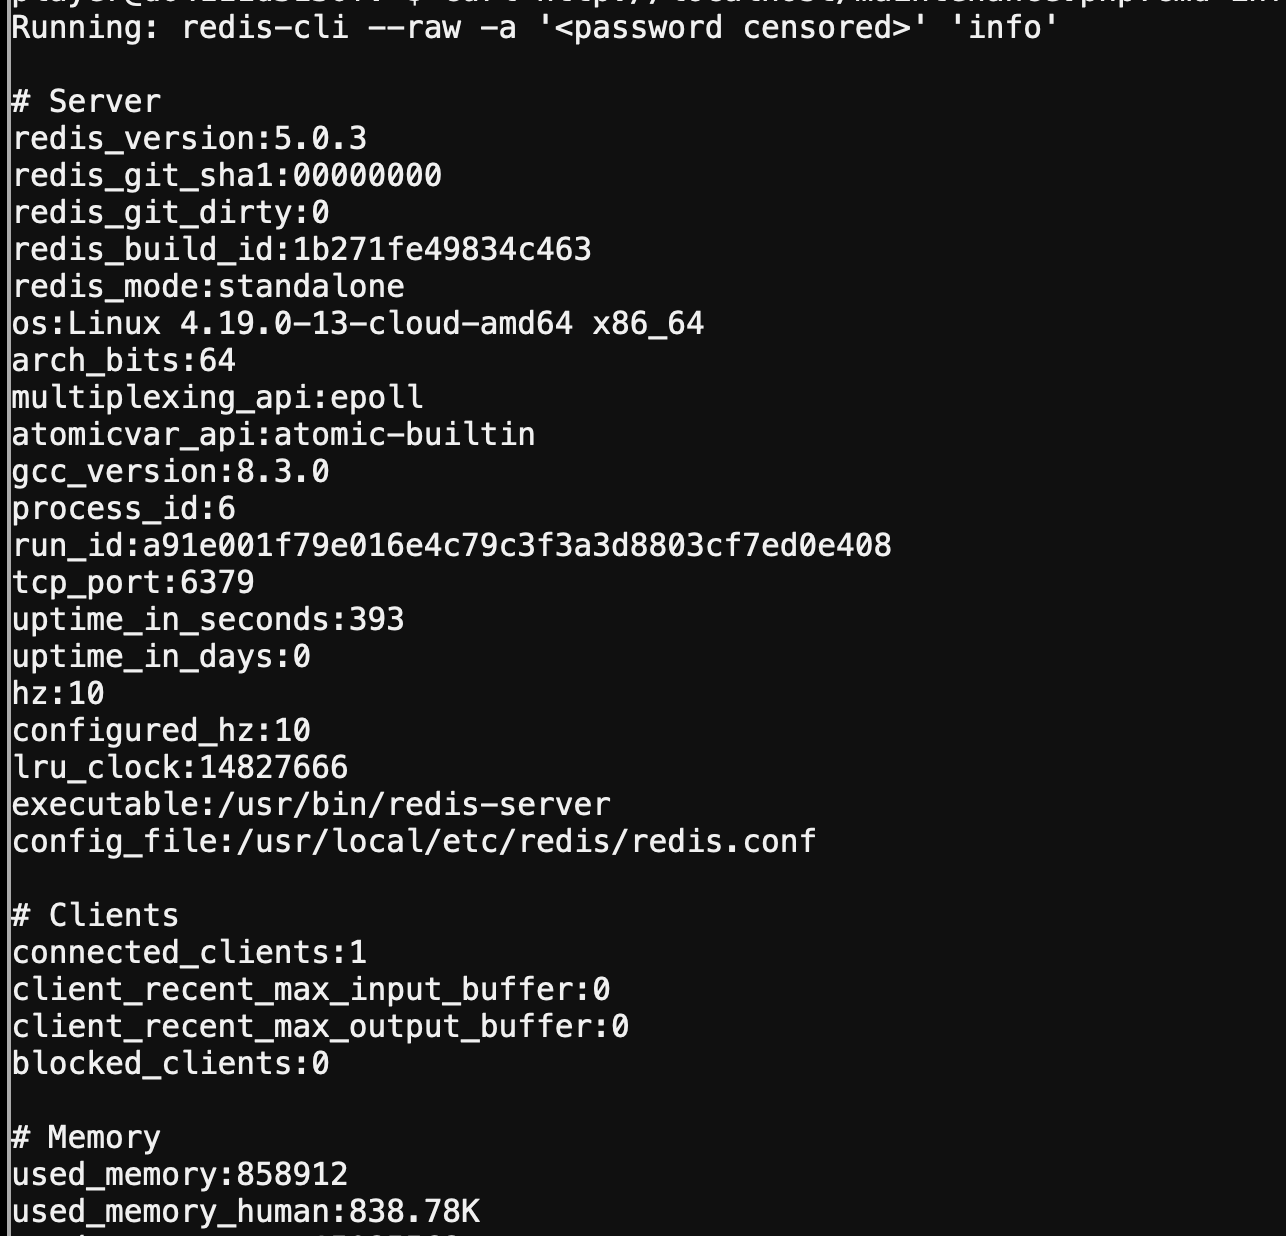 Running: redis-cli --raw -a '<password censored>' 'info'
# Server
redis_version:5.0.3
redis_git_sha1:00000000
redis_git_dirty:0
redis_build_id:1b271fe49834c463
redis_mode:standalone
os:Linux 4.19.0-13-cloud-amd64 x86_64
arch_bits:64
multiplexing_api:epoll
atomicvar_api:atomic-builtin
gcc_version:8.3.0
process_id:6
run_id:a91e001f79e016e4c79c3f3a3d8803cf7ed0e408
tcp_port:6379
uptime_in_seconds:393
uptime_in_days:0
hz:10
configured_hz:10
lru_clock:14827666
executable:/usr/bin/redis-server
config_file:/usr/local/etc/redis/redis.conf
# Clients
connected_clients:1
client_recent_max_input_buffer:0
client_recent_max_output_buffer:0
blocked_clients:0
# Memory
used_memory:858912
used_memory_human:838.78K